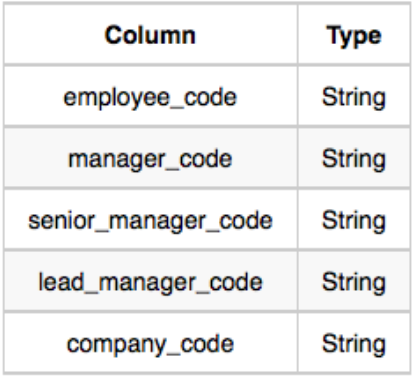 Column Type
employee_code String
manager_code String
senior_manager_code String
lead_manager_code String
company_code String